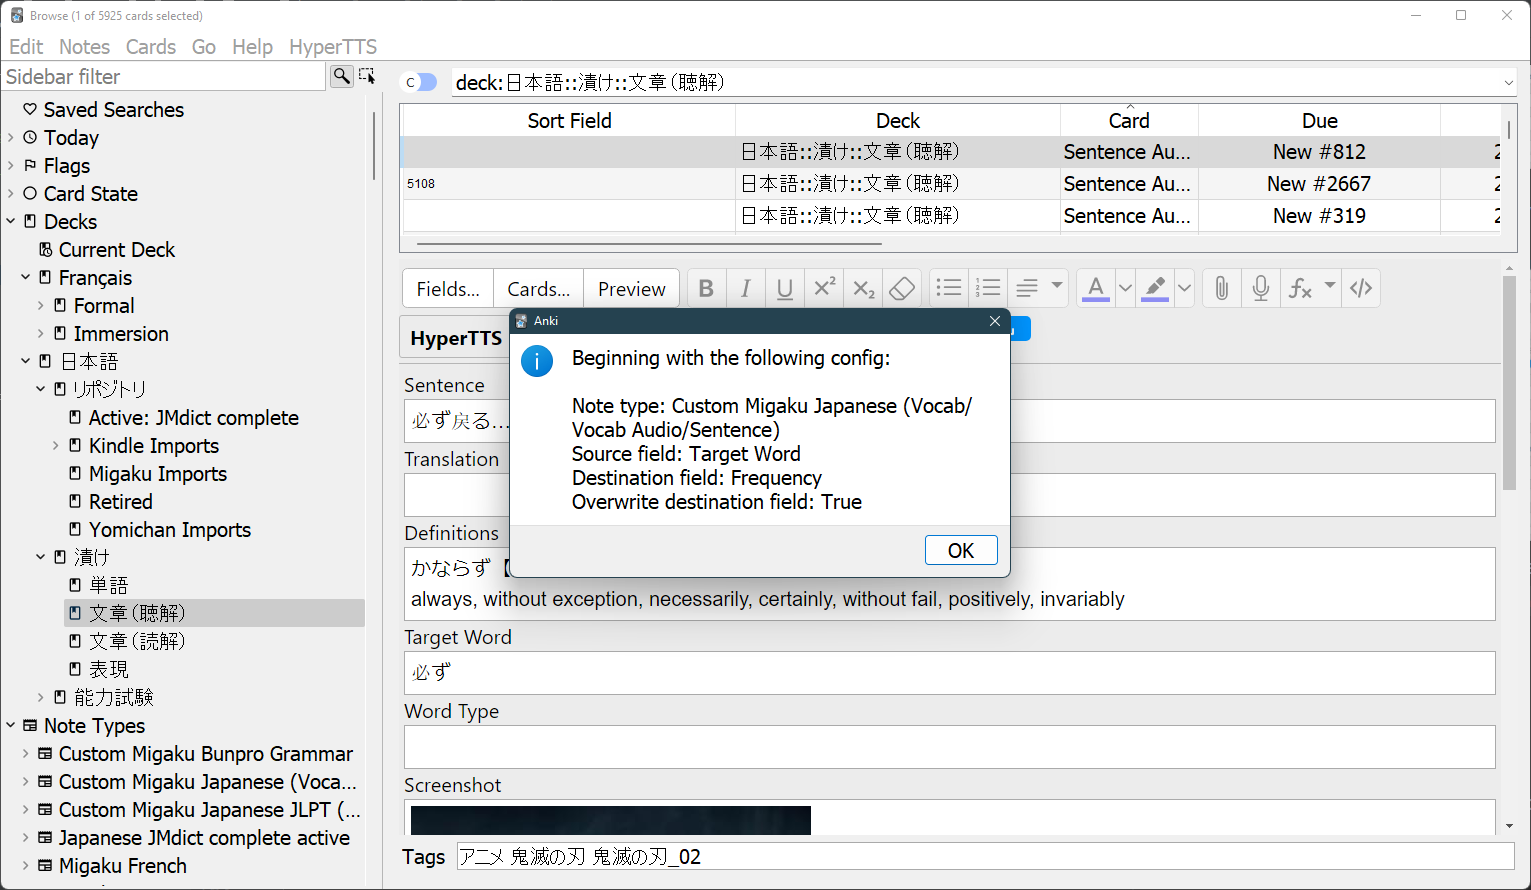 Browse (1 of 5925 cards selected)
Edit Notes Cards Go Help HyperTTS
Sidebar filter
Saved Searches
Today
Flags
Card State
Decks
Current Deck
Français
Formal
Immersion
日本語
リポジトリ
Active: JMdict complete
Kindle Imports
Migaku Imports
Retired
Yomichan Imports
漬け
単語
文章(聴解)
文章(読解)
表現
能力試験
Note Types
Custom Migaku Bunpro Grammar
Custom Migaku Japanese (Voca...
Custom Migaku Japanese JLPT (...
Japanese JMdict complete active
Migaku French
C deck:日本語::漬け::文章(聴解)
Sort Field Deck Card Due
日本語::漬け::文章(聴解) Sentence Au... New #812
5108 日本語::漬け::文章(聴解) Sentence Au... New #2667
日本語::漬け::文章(聴解) Sentence Au... New #319
Fields... Cards... Preview B I U x² x₂ A fx </>
HyperTTS
Sentence
必ず戻る...
Translation
Definitions
かならず【
always, without exception, necessarily, certainly, without fail, positively, invariably
Target Word
必ず
Word Type
Screenshot
Tags アニメ 鬼滅の刃 鬼滅の刃_02
Anki
Beginning with the following config:
Note type: Custom Migaku Japanese (Vocab/
Vocab Audio/Sentence)
Source field: Target Word
Destination field: Frequency
Overwrite destination field: True
OK